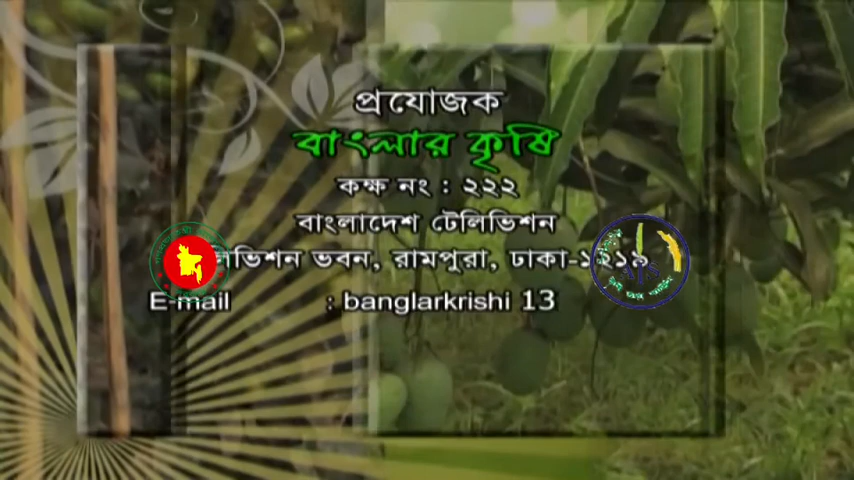 প্রযোজক
বাংলার কৃষি
কক্ষ নং : ২২২
বাংলাদেশ টেলিভিশন
লিভিশন ভবন, রামপুরা, ঢাকা-১২১৯
E-mail : banglarkrishi 13